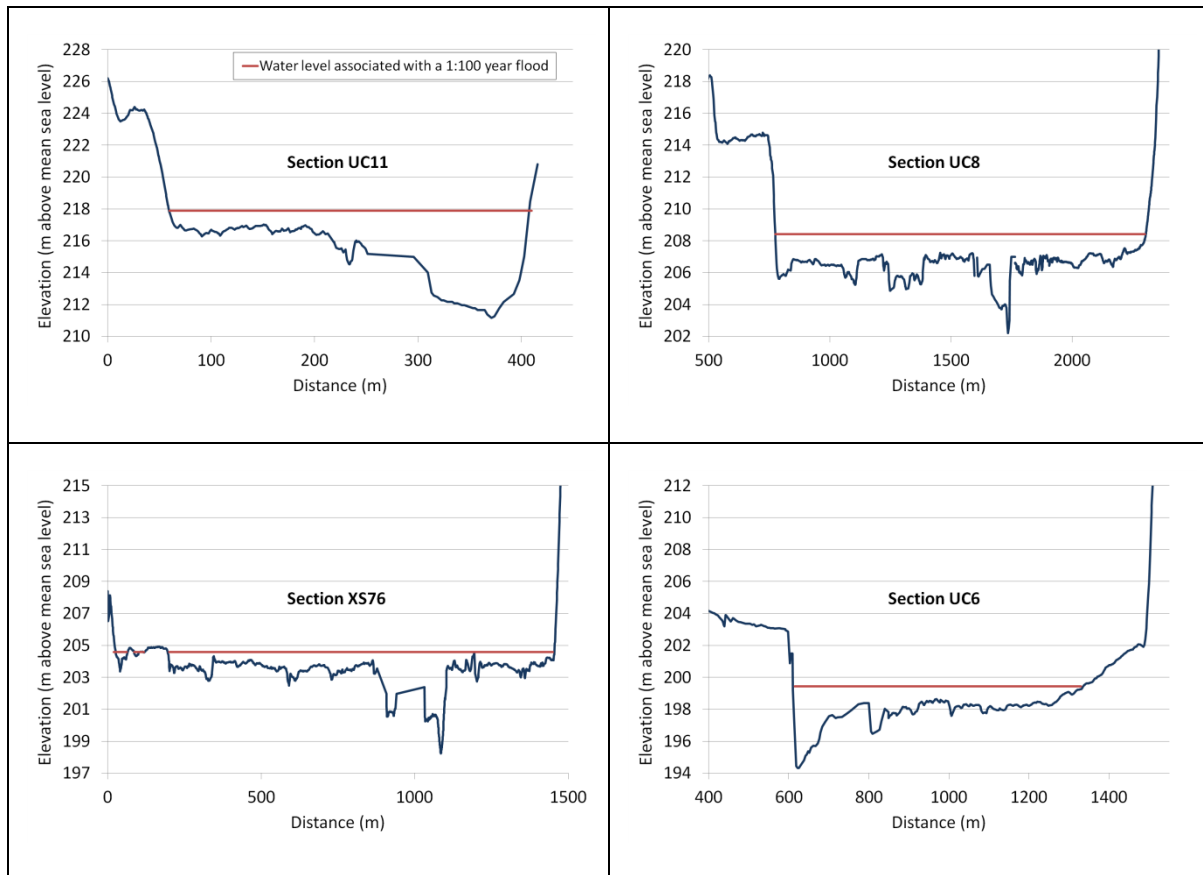 228
226
224
222
220
218
216
214
212
210
Elevation (m above mean sea level)
Water level associated with a 1:100 year flood
Section UC11
0 100 200 300 400
Distance (m)
220
218
216
214
212
210
208
206
204
202
Elevation (m above mean sea level)
Section UC8
500 1000 1500 2000
Distance (m)
215
213
211
209
207
205
203
201
199
197
Elevation (m above mean sea level)
Section XS76
0 500 1000 1500
Distance (m)
212
210
208
206
204
202
200
198
196
194
Elevation (m above mean sea level)
Section UC6
400 600 800 1000 1200 1400
Distance (m)